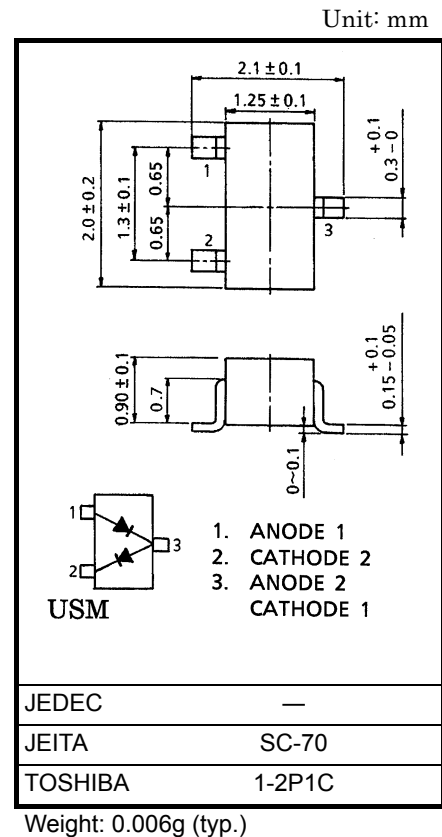 Unit: mm
2.1±0.1
1.25±0.1
+0.1
0.3-0
2.0±0.2
1.3±0.1
0.65
0.65
1
2
3
0.90±0.1
0.7
+0.1
0.15-0.05
0~0.1
1
2
3
USM
1. ANODE 1
2. CATHODE 2
3. ANODE 2
CATHODE 1
JEDEC —
JEITA SC-70
TOSHIBA 1-2P1C
Weight: 0.006g (typ.)